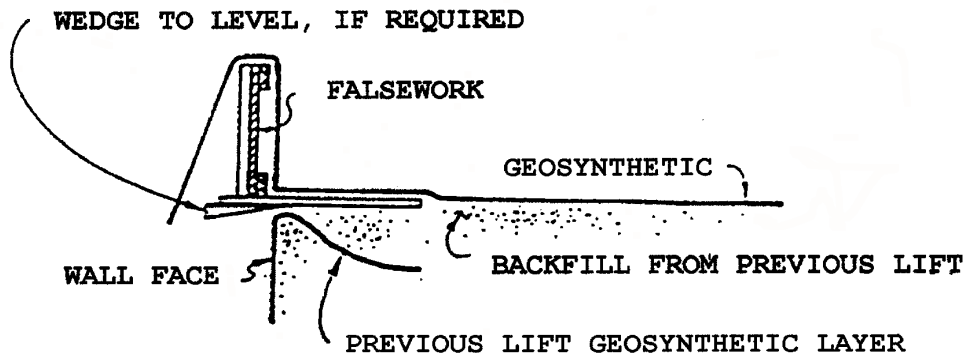 WEDGE TO LEVEL, IF REQUIRED
FALSEWORK
GEOSYNTHETIC
BACKFILL FROM PREVIOUS LIFT
WALL FACE
PREVIOUS LIFT GEOSYNTHETIC LAYER